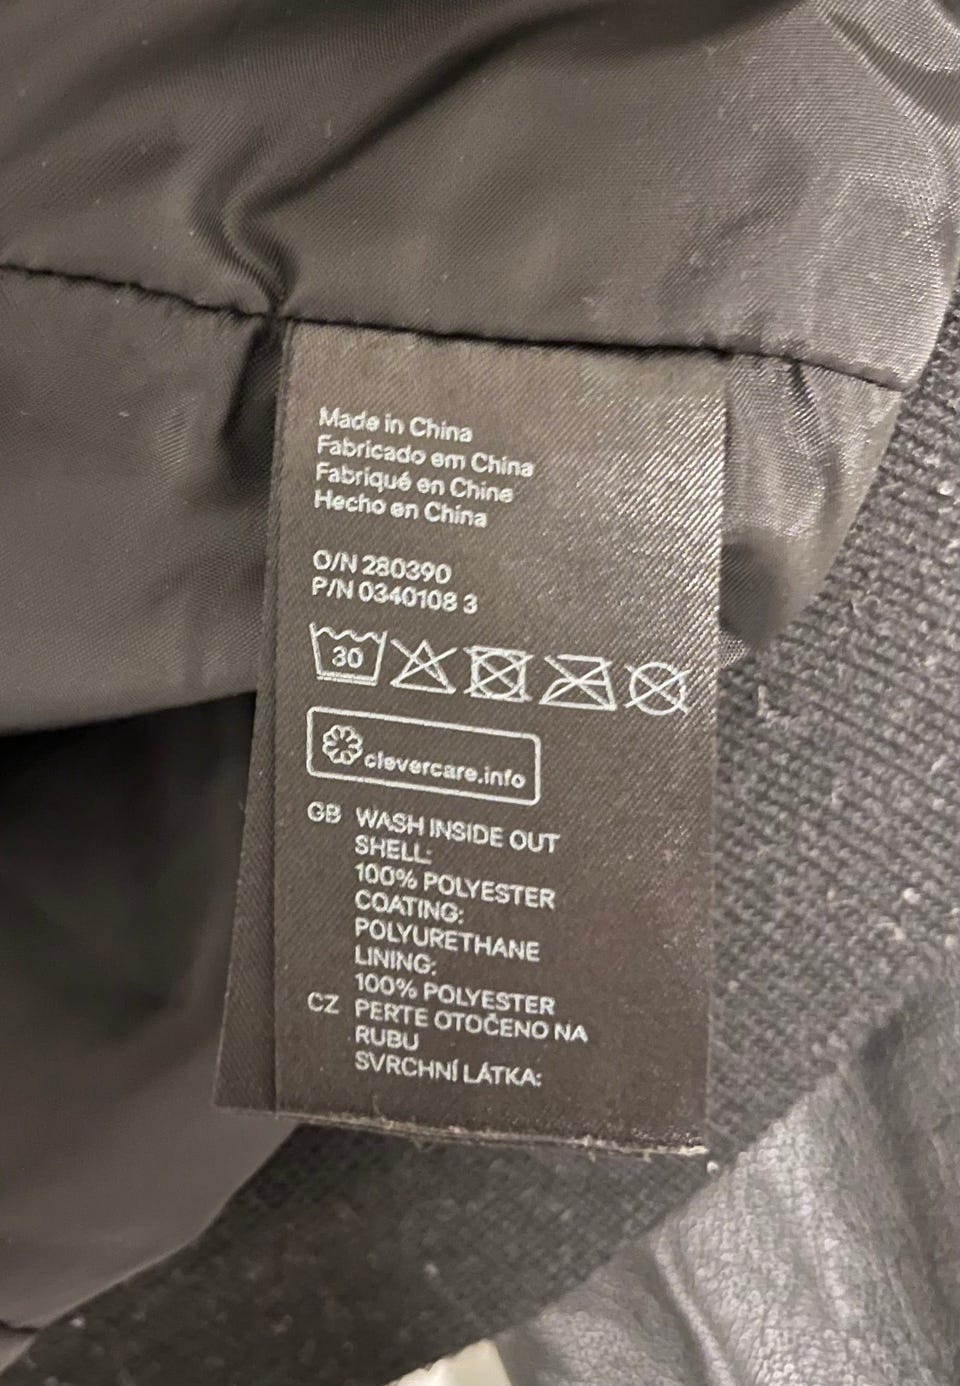 Made in China
Fabricado em China
Fabriqué en Chine
Hecho en China
O/N 280390
P/N 0340108 3
30
clevercare.info
GB WASH INSIDE OUT
SHELL:
100% POLYESTER
COATING:
POLYURETHANE
LINING:
100% POLYESTER
CZ PERTE OTOČENO NA
RUBU
SVRCHNÍ LÁTKA: